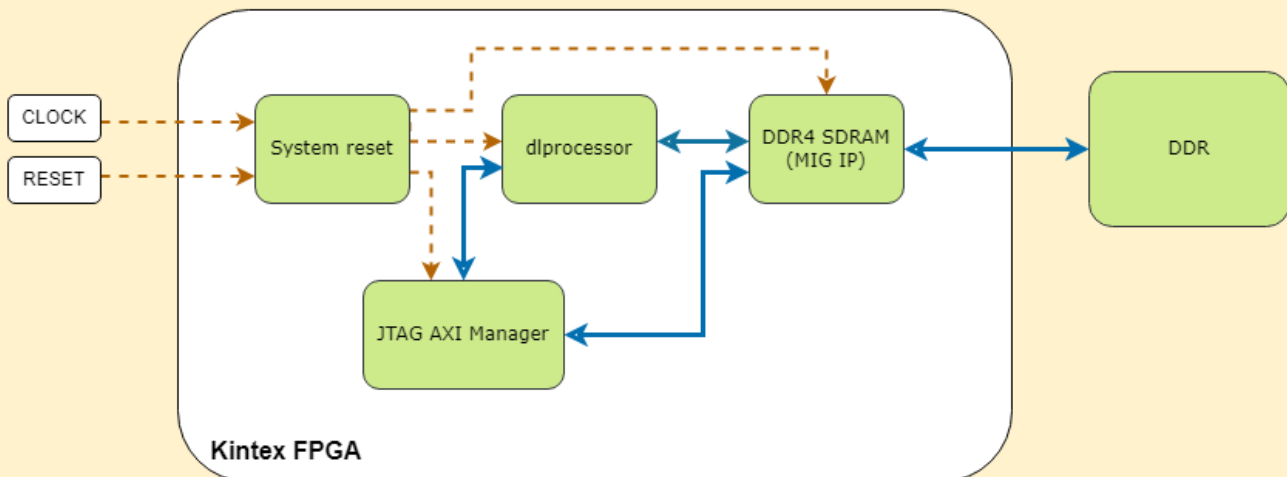 CLOCK
RESET
System reset
dlprocessor
DDR4 SDRAM
(MIG IP)
DDR
JTAG AXI Manager
Kintex FPGA